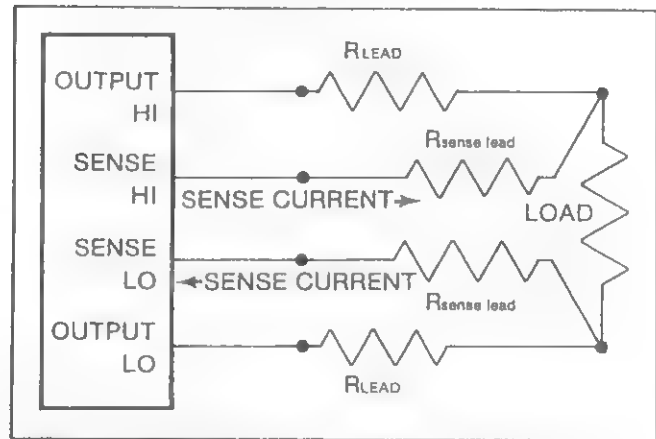 OUTPUT
HI
RLEAD
SENSE
HI
Rsense lead
SENSE CURRENT
LOAD
SENSE
LO
SENSE CURRENT
Rsense lead
OUTPUT
LO
RLEAD